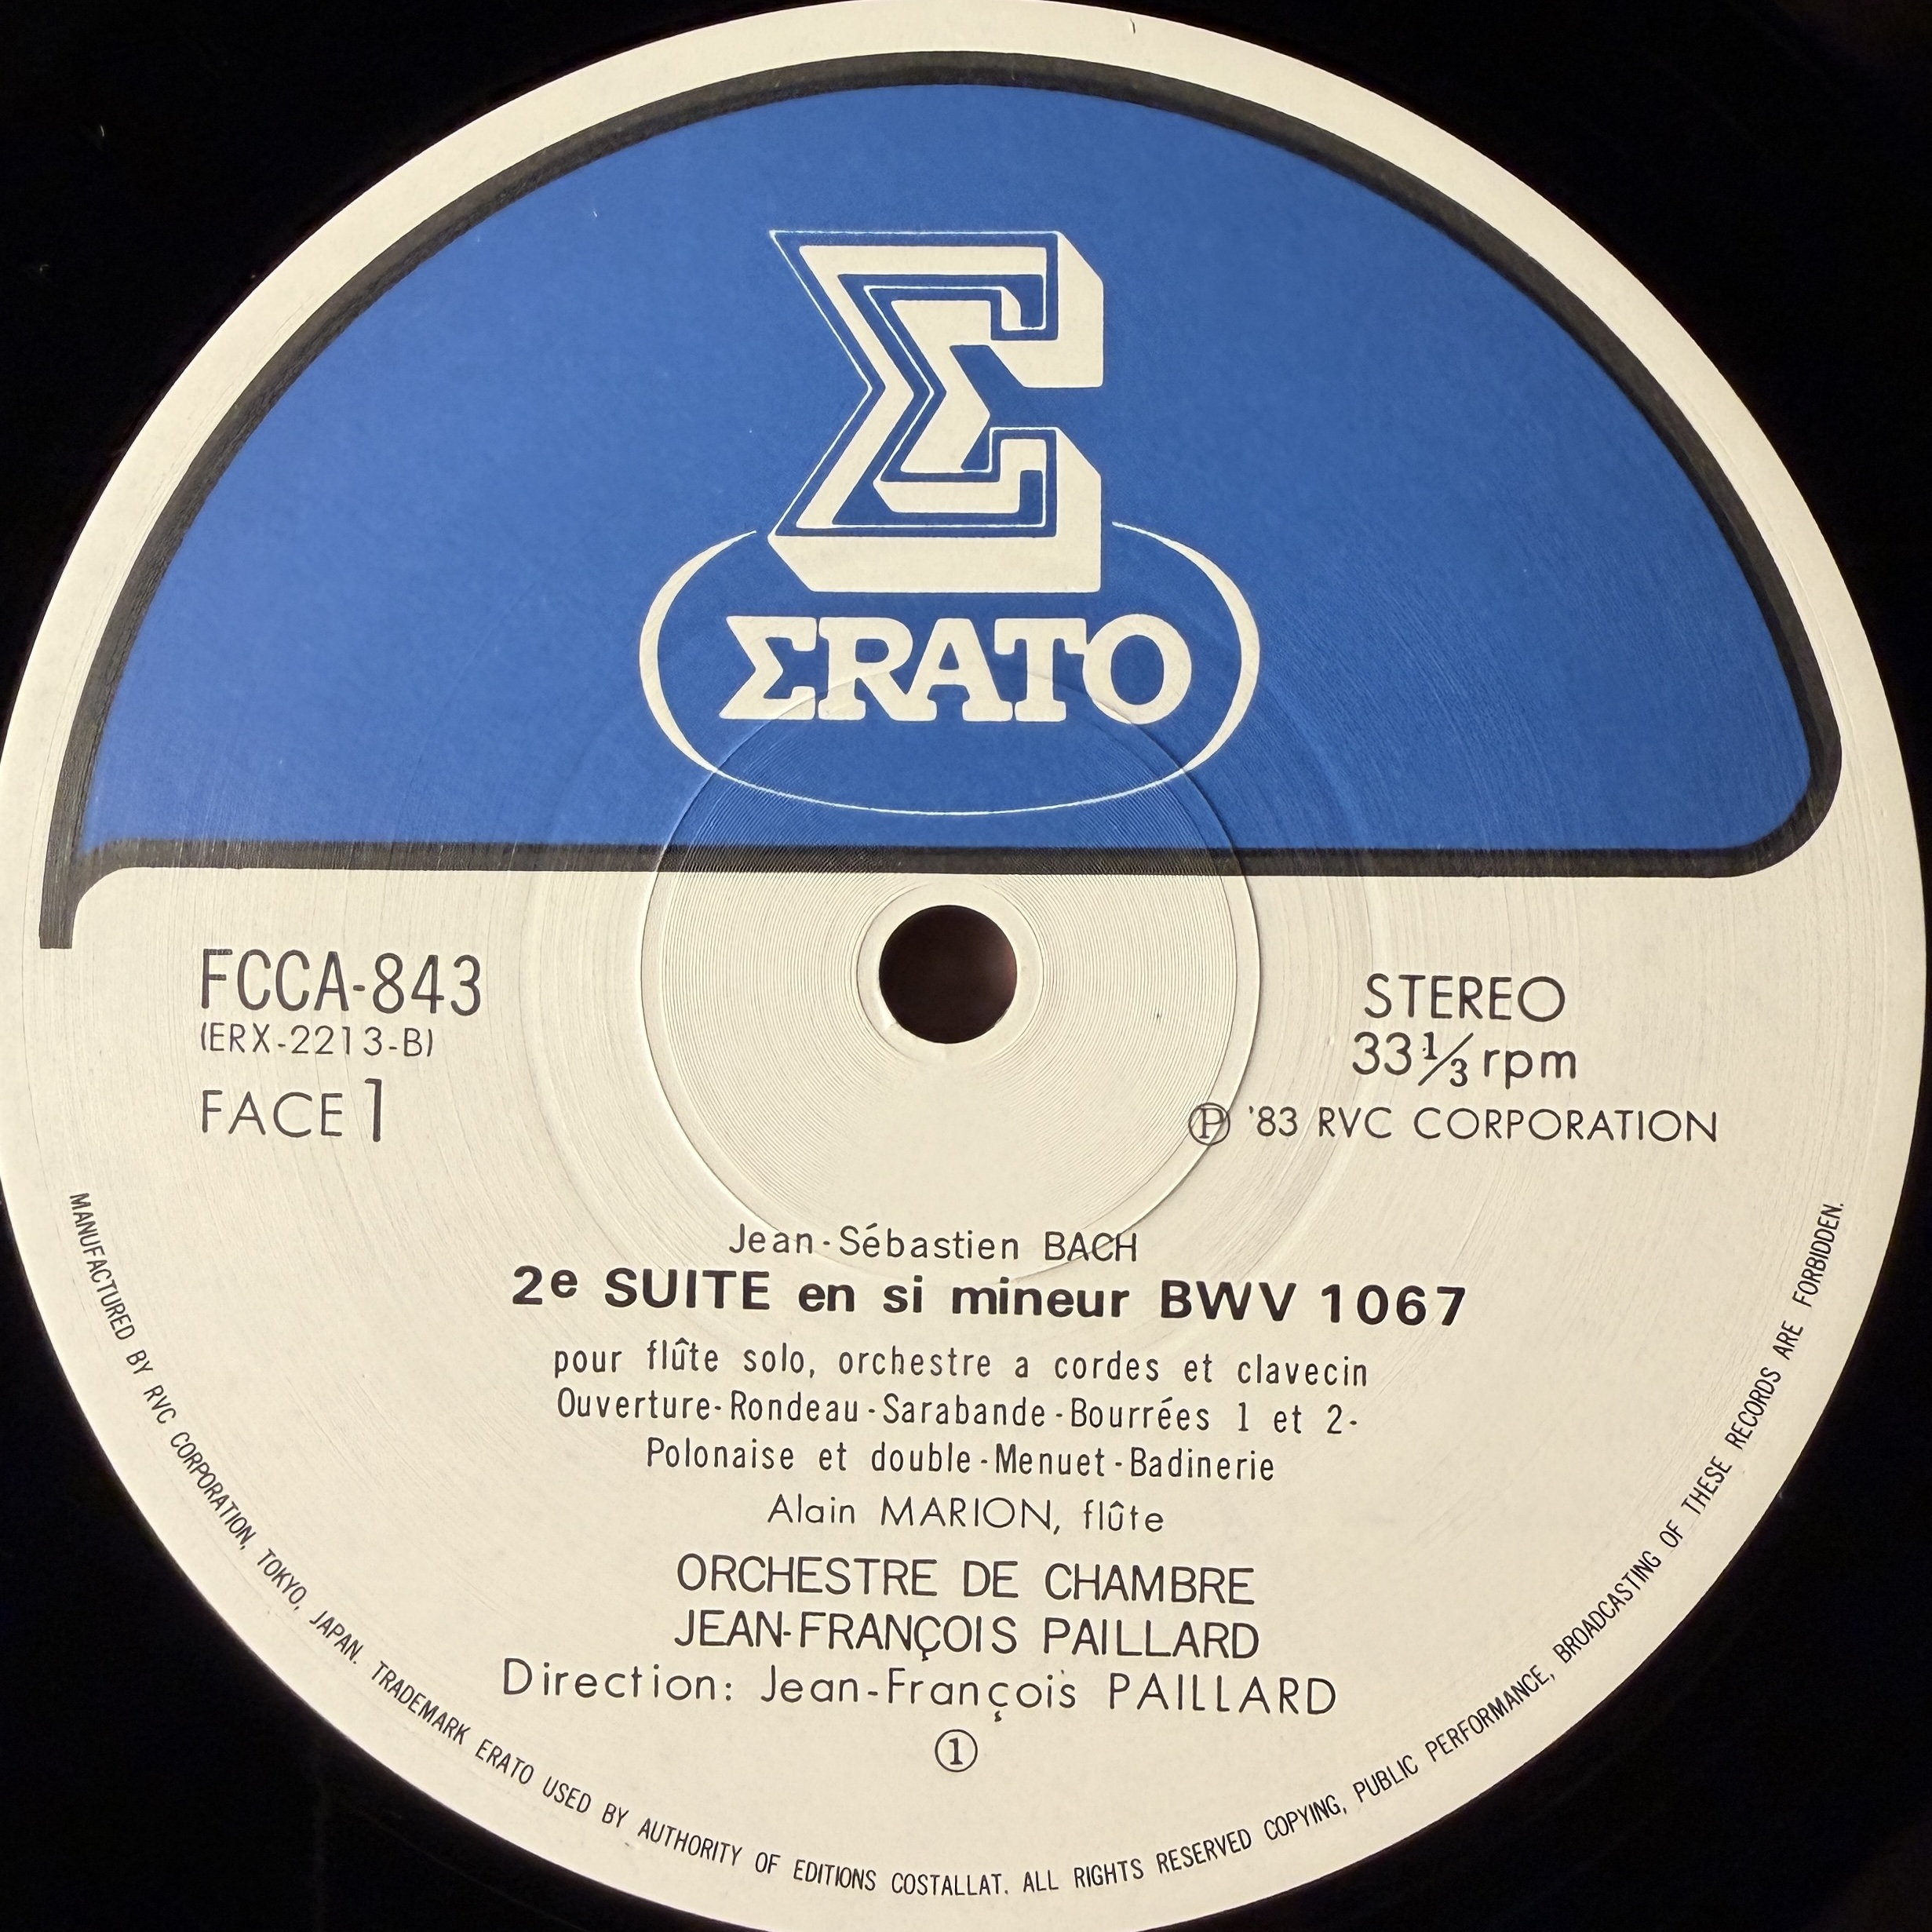 Σ
ΣRATO
FCCA-843
(ERX-2213-B)
FACE 1
STEREO
33 1/3 rpm
Ⓟ '83 RVC CORPORATION
Jean-Sébastien BACH
2e SUITE en si mineur BWV 1067
pour flûte solo, orchestre a cordes et clavecin
Ouverture-Rondeau-Sarabande-Bourrées 1 et 2-
Polonaise et double-Menuet-Badinerie
Alain MARION, flûte
ORCHESTRE DE CHAMBRE
JEAN-FRANÇOIS PAILLARD
Direction: Jean-François PAILLARD
①
MANUFACTURED BY RVC CORPORATION, TOKYO, JAPAN. TRADEMARK ERATO USED BY AUTHORITY OF EDITIONS COSTALLAT. ALL RIGHTS RESERVED COPYING, PUBLIC PERFORMANCE, BROADCASTING OF THESE RECORDS ARE FORBIDDEN.